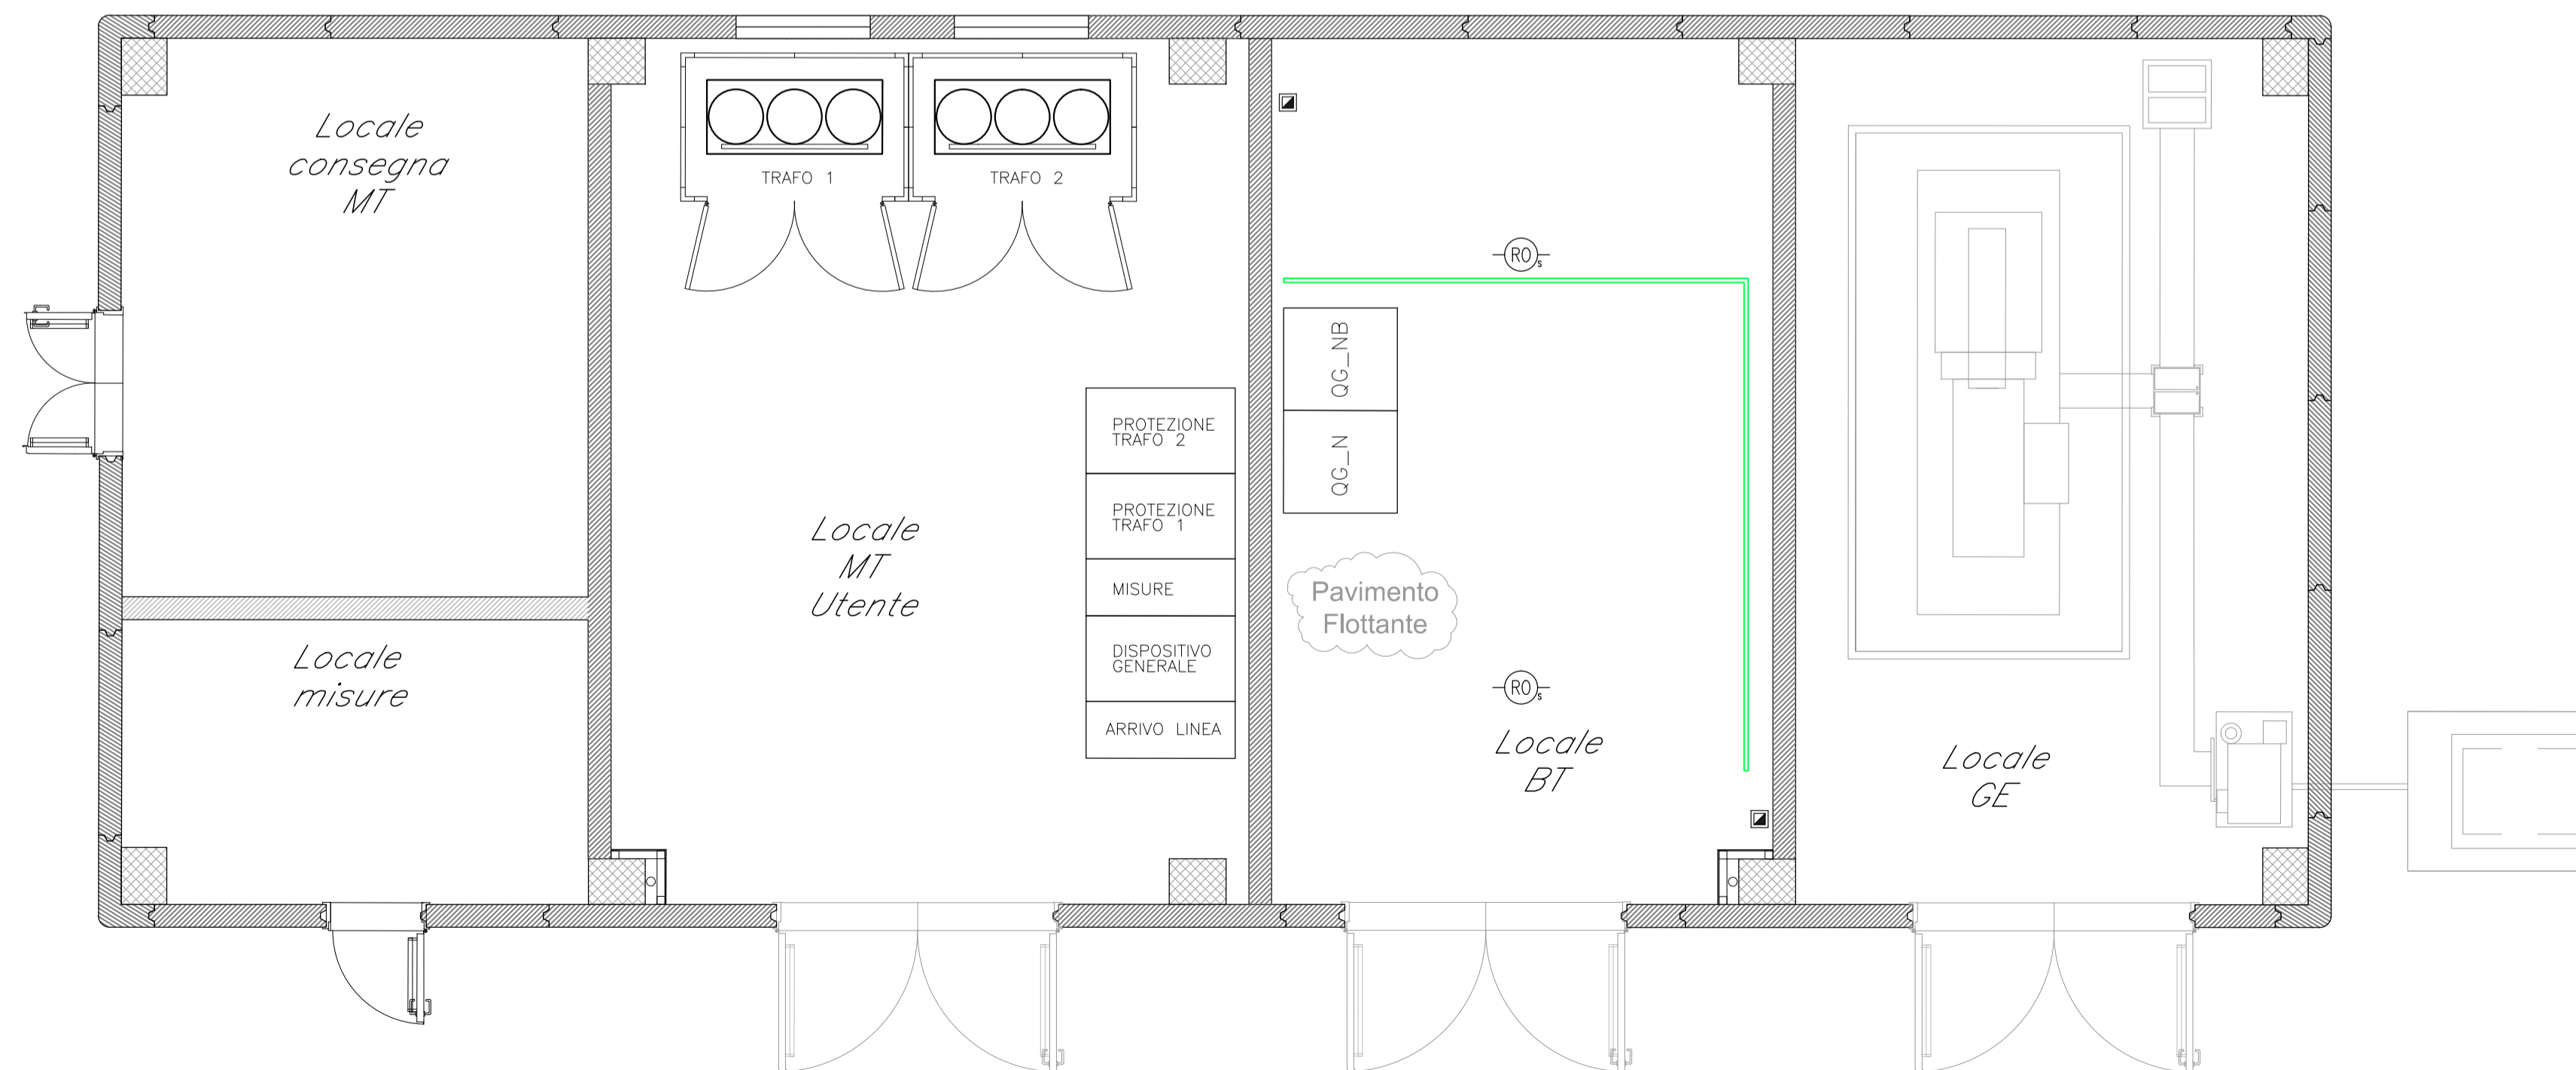 Locale
consegna
MT
TRAFO 1
TRAFO 2
RO
s
QG_NB
QG_N
PROTEZIONE
TRAFO 2
PROTEZIONE
TRAFO 1
MISURE
DISPOSITIVO
GENERALE
ARRIVO LINEA
Locale
MT
Utente
Pavimento
Flottante
Locale
misure
RO
s
Locale
BT
Locale
GE